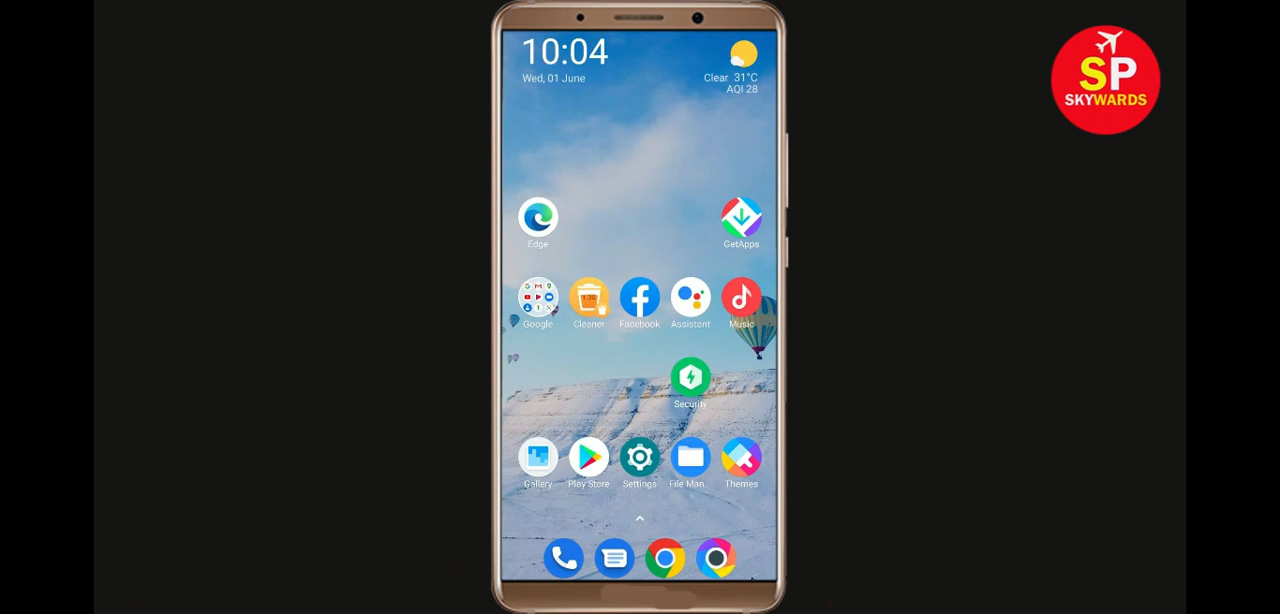 10:04
Wed, 01 June
Clear 31°C
AQI 28
SP
SKYWARDS
Edge
GetApps
Google
Cleaner
Facebook
Assistant
Music
Security
Gallery
Play Store
Settings
File Man..
Themes